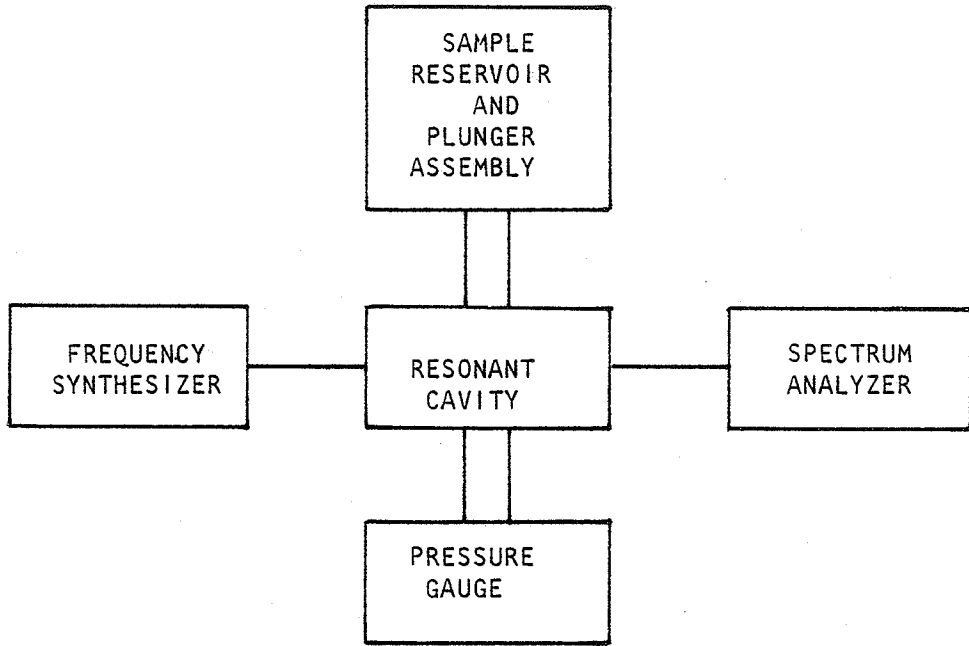 SAMPLE
RESERVOIR
AND
PLUNGER
ASSEMBLY
FREQUENCY
SYNTHESIZER
RESONANT
CAVITY
SPECTRUM
ANALYZER
PRESSURE
GAUGE